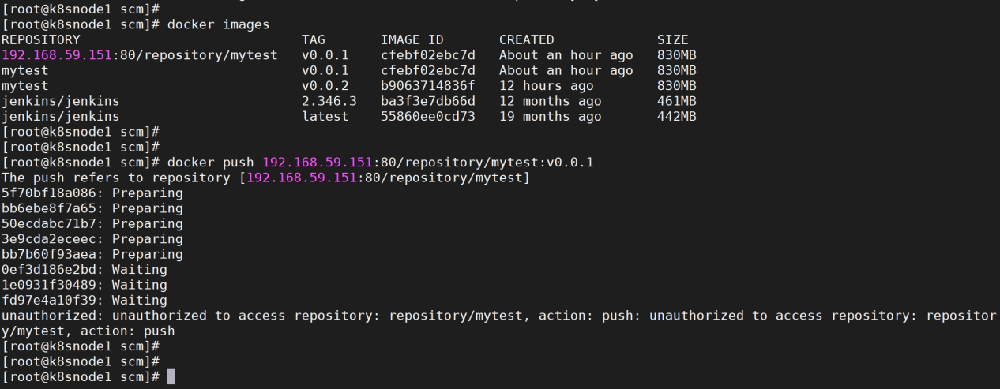 [root@k8snode1 scm]#
[root@k8snode1 scm]# docker images
REPOSITORY                            TAG       IMAGE ID       CREATED             SIZE
192.168.59.151:80/repository/mytest   v0.0.1    cfebf02ebc7d   About an hour ago   830MB
mytest                                v0.0.1    cfebf02ebc7d   About an hour ago   830MB
mytest                                v0.0.2    b9063714836f   12 hours ago        830MB
jenkins/jenkins                       2.346.3   ba3f3e7db66d   12 months ago       461MB
jenkins/jenkins                       latest    55860ee0cd73   19 months ago       442MB
[root@k8snode1 scm]#
[root@k8snode1 scm]#
[root@k8snode1 scm]# docker push 192.168.59.151:80/repository/mytest:v0.0.1
The push refers to repository [192.168.59.151:80/repository/mytest]
5f70bf18a086: Preparing
bb6ebe8f7a65: Preparing
50ecdabc71b7: Preparing
3e9cda2eceec: Preparing
bb7b60f93aea: Preparing
0ef3d186e2bd: Waiting
1e0931f30489: Waiting
fd97e4a10f39: Waiting
unauthorized: unauthorized to access repository: repository/mytest, action: push: unauthorized to access repository: repositor
y/mytest, action: push
[root@k8snode1 scm]#
[root@k8snode1 scm]#
[root@k8snode1 scm]#